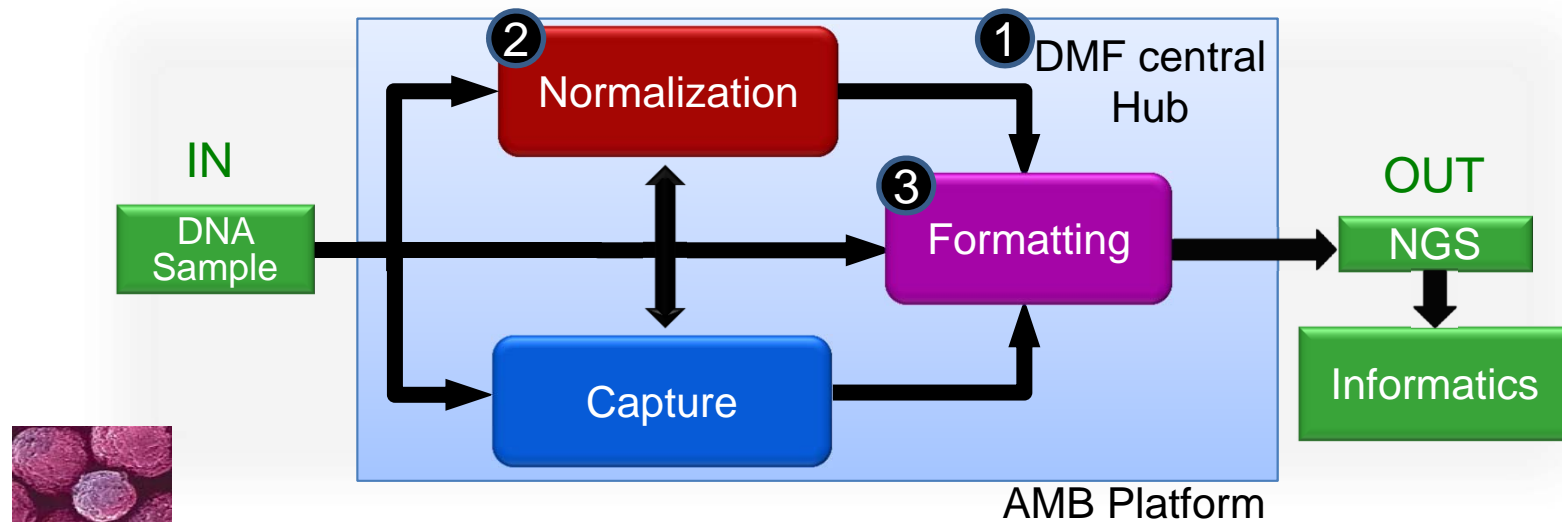 2
1
DMF central
Hub
Normalization
IN
DNA
Sample
3
Formatting
OUT
NGS
Capture
Informatics
AMB Platform